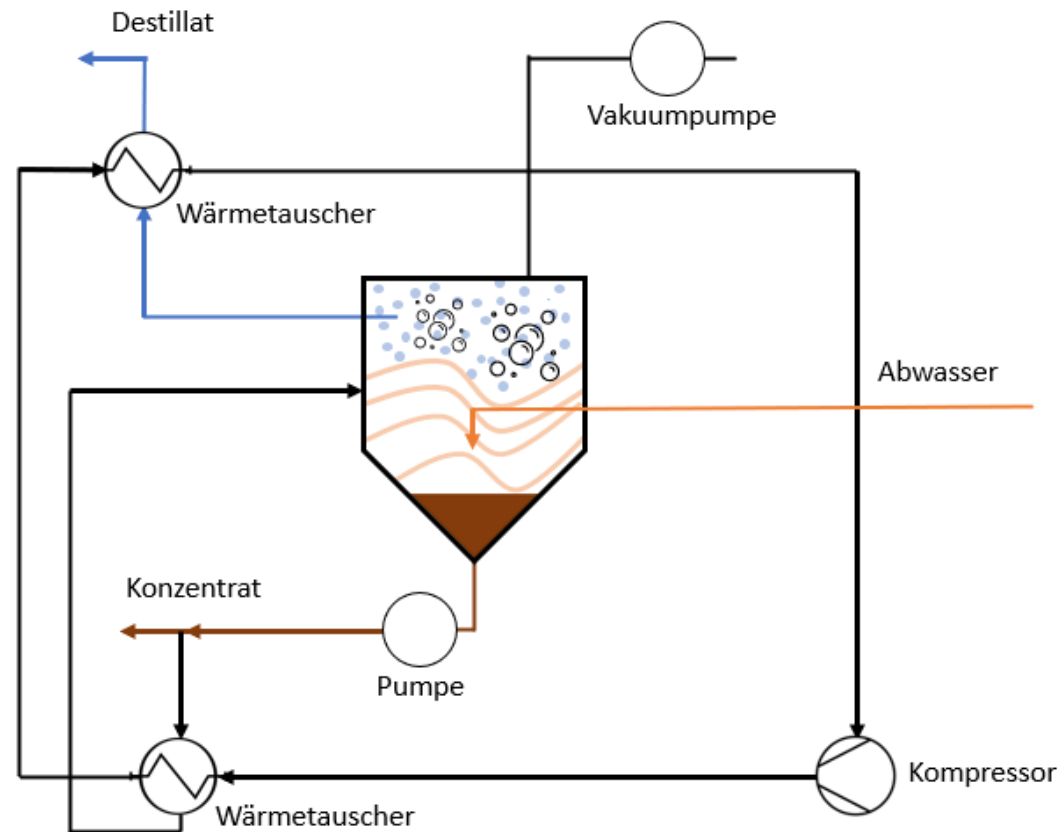 Destillat
Vakuumpumpe
Wärmetauscher
Abwasser
Konzentrat
Pumpe
Kompressor
Wärmetauscher